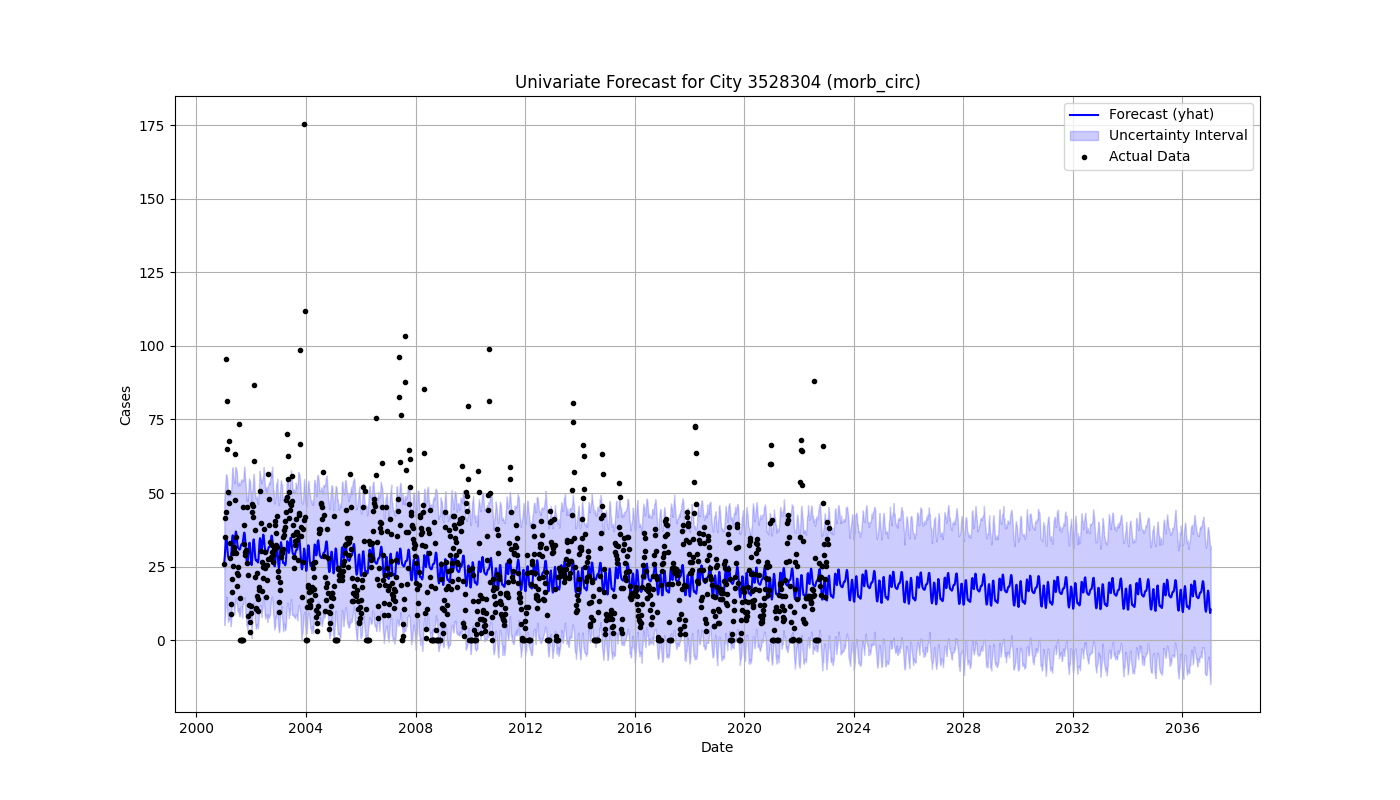 Univariate Forecast for City 3528304 (morb_circ)
Forecast (yhat)
Uncertainty Interval
Actual Data
Cases
175
150
125
100
75
50
25
0
2000 2004 2008 2012 2016 2020 2024 2028 2032 2036
Date